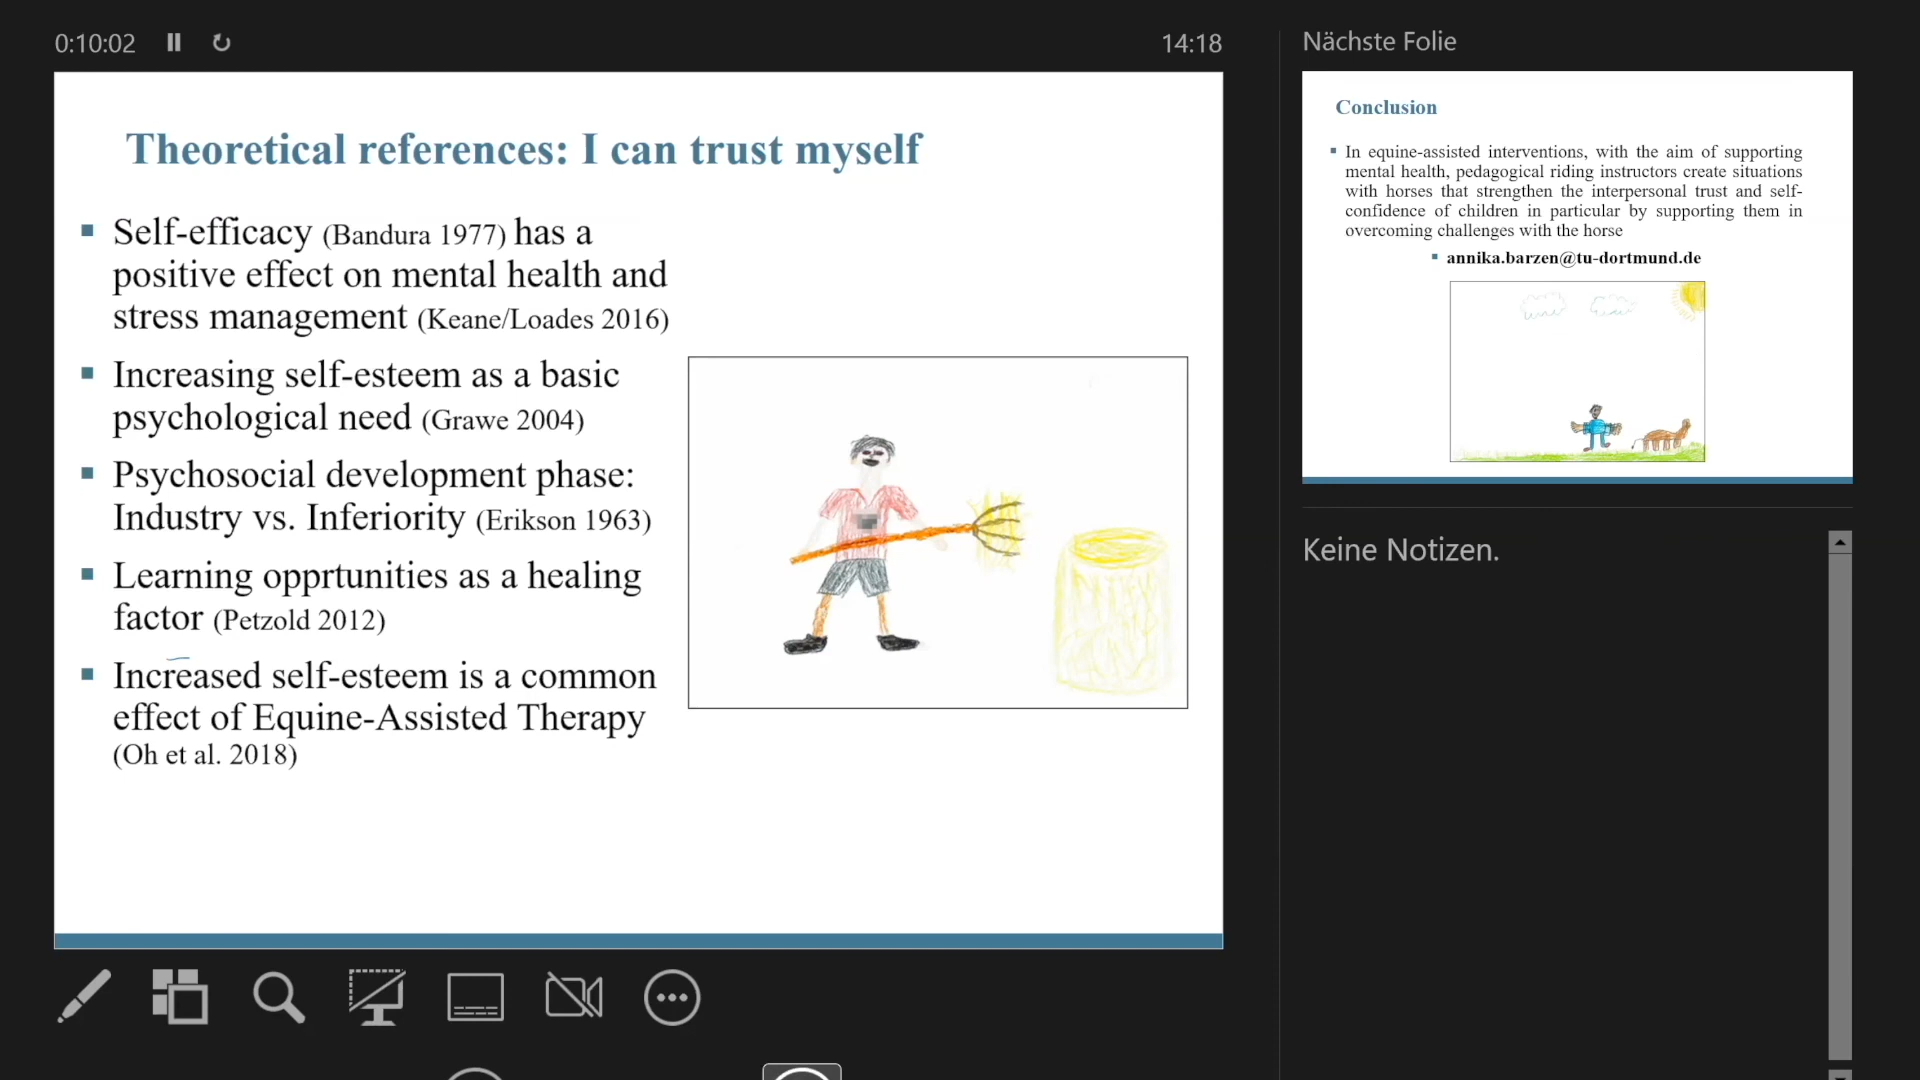 0:10:02
14:18
Theoretical references: I can trust myself
Self-efficacy (Bandura 1977) has a
positive effect on mental health and
stress management (Keane/Loades 2016)
Increasing self-esteem as a basic
psychological need (Grawe 2004)
Psychosocial development phase:
Industry vs. Inferiority (Erikson 1963)
Learning opprtunities as a healing
factor (Petzold 2012)
Increased self-esteem is a common
effect of Equine-Assisted Therapy
(Oh et al. 2018)
Nächste Folie
Conclusion
In equine-assisted interventions, with the aim of supporting
mental health, pedagogical riding instructors create situations
with horses that strengthen the interpersonal trust and self-
confidence of children in particular by supporting them in
overcoming challenges with the horse
annika.barzen@tu-dortmund.de
Keine Notizen.